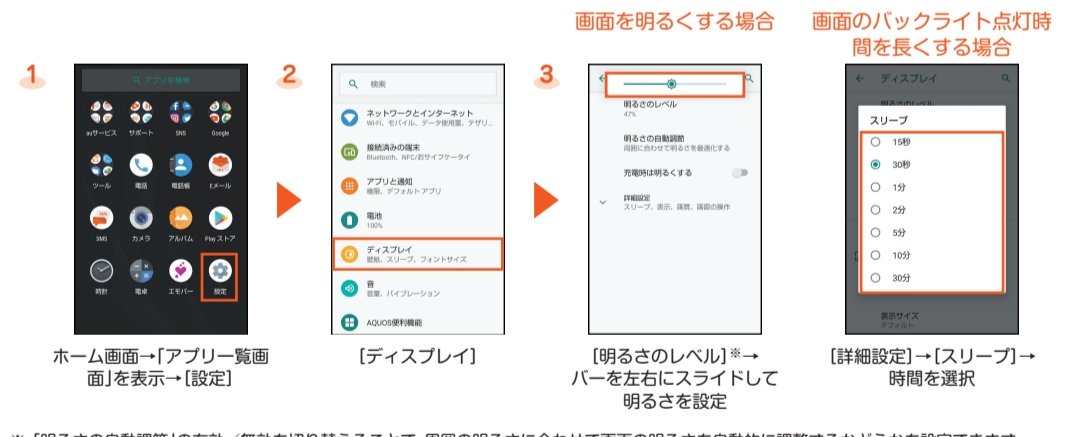 画面を明るくする場合
画面のバックライト点灯時
間を長くする場合
1
アプリを検索
auサービス
サポート
SNS
Google
ツール
電話
電話帳
Eメール
SMS
カメラ
アルバム
Play ストア
時計
電卓
エモパー
設定
ホーム画面→「アプリ一覧画
面」を表示→[設定]
2
検索
ネットワークとインターネット
Wi-Fi、モバイル、データ使用量、テザリ...
接続済みの端末
Bluetooth、NFC/おサイフケータイ
アプリと通知
権限、デフォルト アプリ
電池
100%
ディスプレイ
壁紙、スリープ、フォントサイズ
音
音量、バイブレーション
AQUOS便利機能
[ディスプレイ]
3
明るさのレベル
47%
明るさの自動調節
周囲に合わせて明るさを最適化する
充電時は明るくする
詳細設定
スリープ、表示、画質、画面の操作
[明るさのレベル]※→
バーを左右にスライドして
明るさを設定
ディスプレイ
明るさのレベル
スリープ
15秒
30秒
1分
2分
5分
10分
30分
表示サイズ
デフォルト
[詳細設定]→[スリープ]→
時間を選択